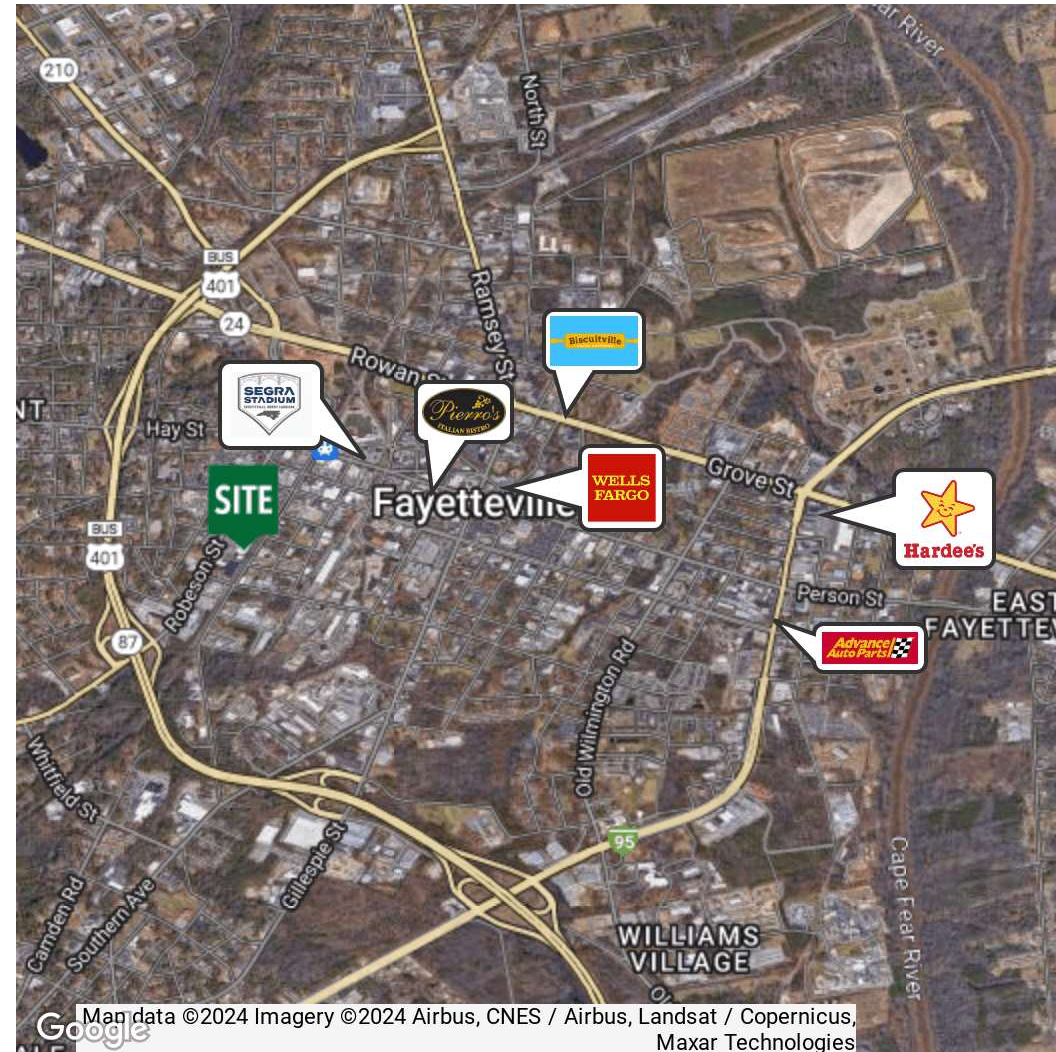 ar River
210
North St
BUS
401
24
Ramsey St
Biscuitville
Rowan S
SEGRA
STADIUM
Pierro's
ITALIAN BISTRO
NT
Hay St
WELLS
FARGO
Grove St
SITE
Fayetteville
Hardee's
BUS
401
Robeson St
Person St
EAST
FAYETTEV
87
Advance
Auto Parts
Old Wilmington Rd
Whitfield St
95
Gillespie St
Cape Fear River
Camden Rd
Southern Ave
WILLIAMS
VILLAGE
Ol
Google
Map data ©2024 Imagery ©2024 Airbus, CNES / Airbus, Landsat / Copernicus,
Maxar Technologies